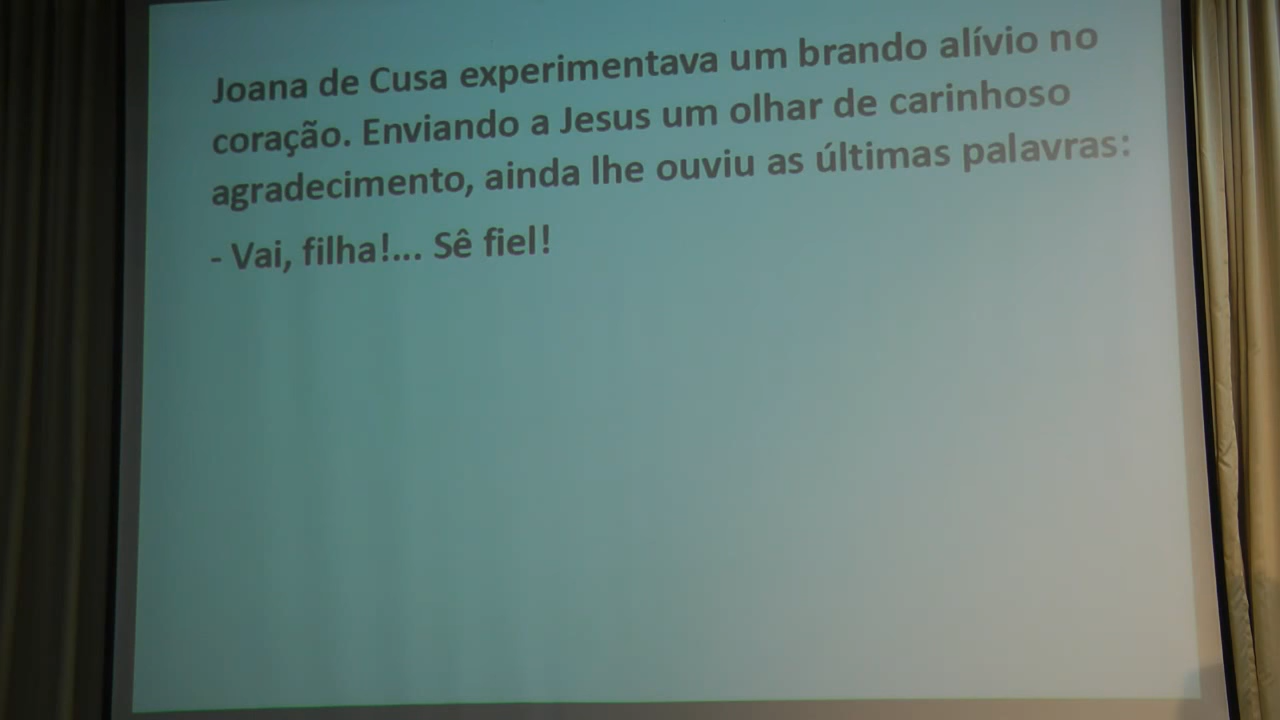 Joana de Cusa experimentava um brando alívio no
coração. Enviando a Jesus um olhar de carinhoso
agradecimento, ainda lhe ouviu as últimas palavras:
- Vai, filha!... Sê fiel!